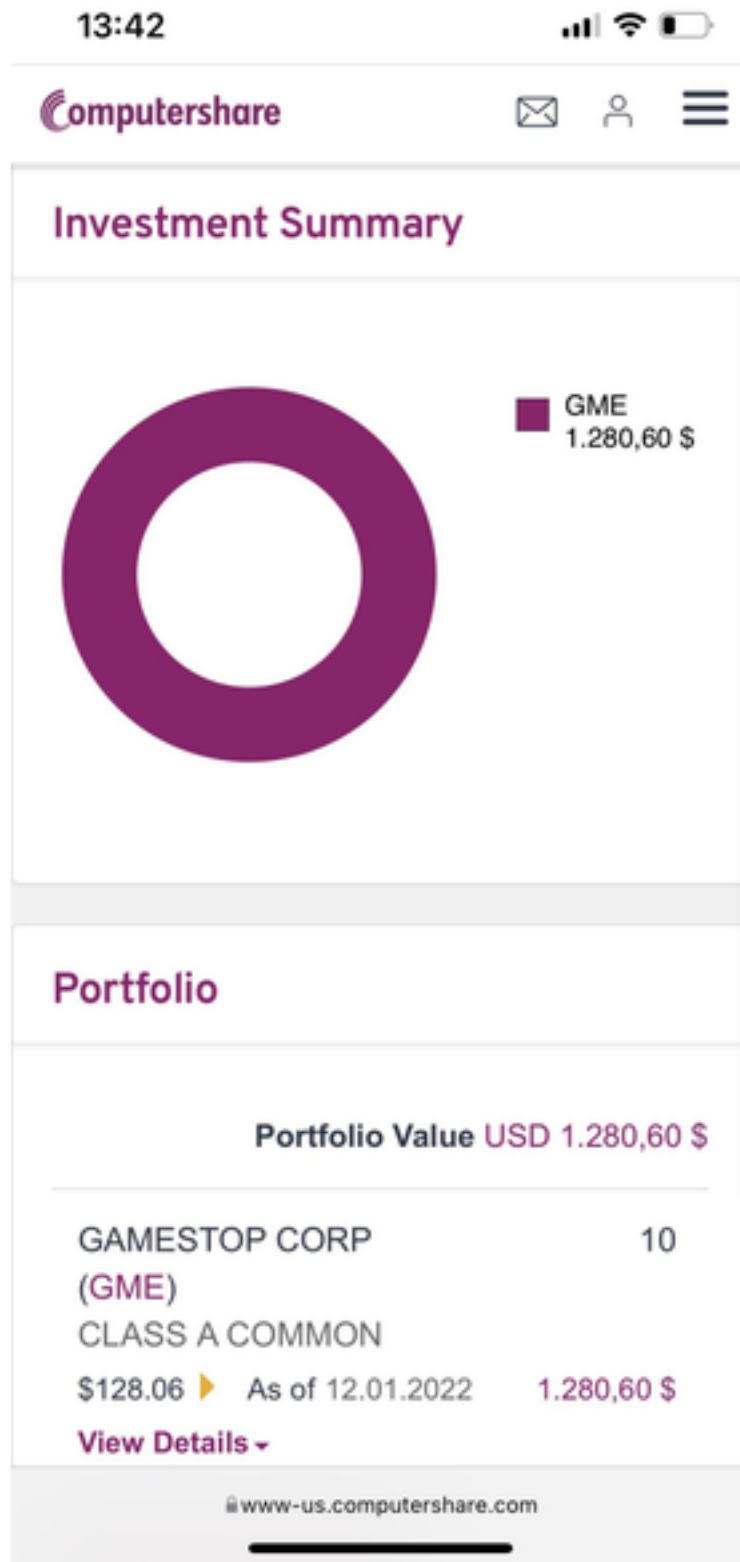 13:42
Computershare
Investment Summary
GME
1.280,60 $
Portfolio
Portfolio Value USD 1.280,60 $
GAMESTOP CORP 10
(GME)
CLASS A COMMON
$128.06 As of 12.01.2022 1.280,60 $
View Details
www-us.computershare.com